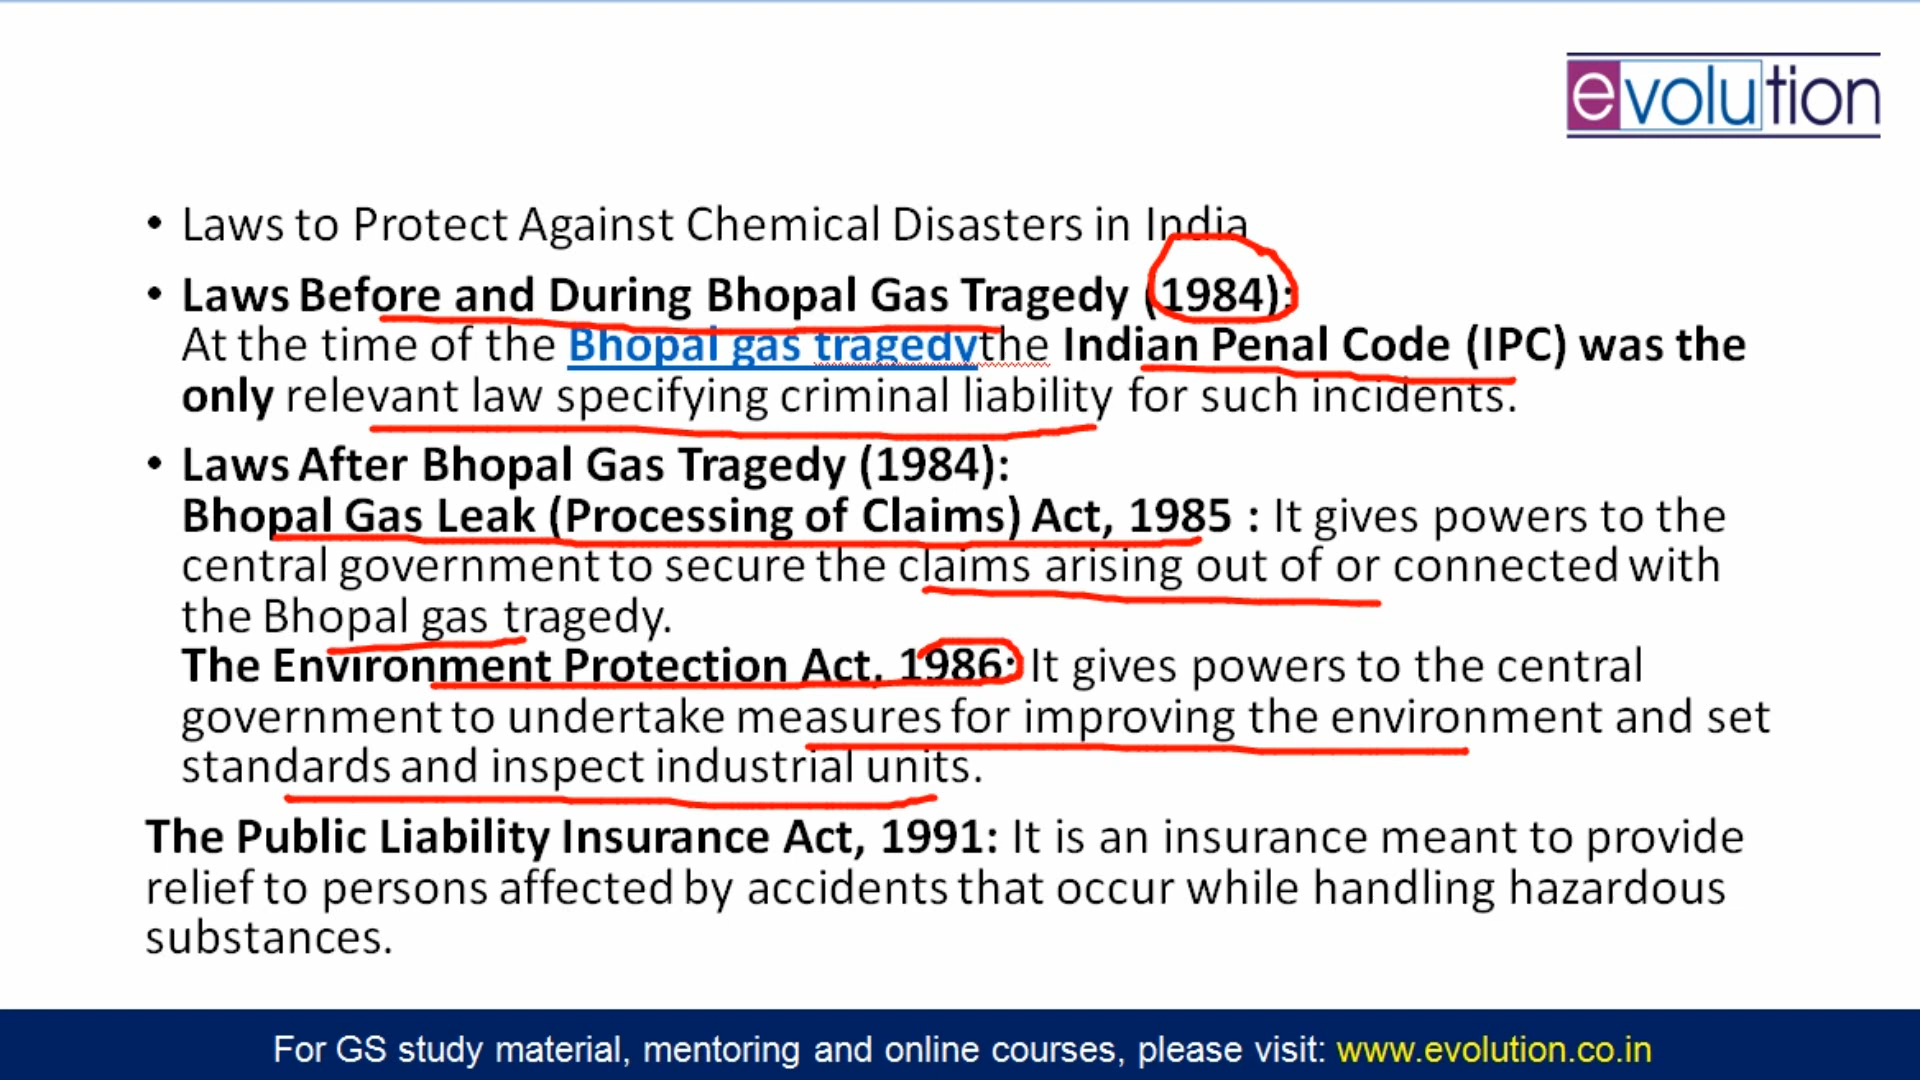 evolution
• Laws to Protect Against Chemical Disasters in India
• Laws Before and During Bhopal Gas Tragedy (1984):
At the time of the Bhopal gas tragedythe Indian Penal Code (IPC) was the
only relevant law specifying criminal liability for such incidents.
• Laws After Bhopal Gas Tragedy (1984):
Bhopal Gas Leak (Processing of Claims) Act, 1985 : It gives powers to the
central government to secure the claims arising out of or connected with
the Bhopal gas tragedy.
The Environment Protection Act, 1986: It gives powers to the central
government to undertake measures for improving the environment and set
standards and inspect industrial units.
The Public Liability Insurance Act, 1991: It is an insurance meant to provide
relief to persons affected by accidents that occur while handling hazardous
substances.
For GS study material, mentoring and online courses, please visit: www.evolution.co.in